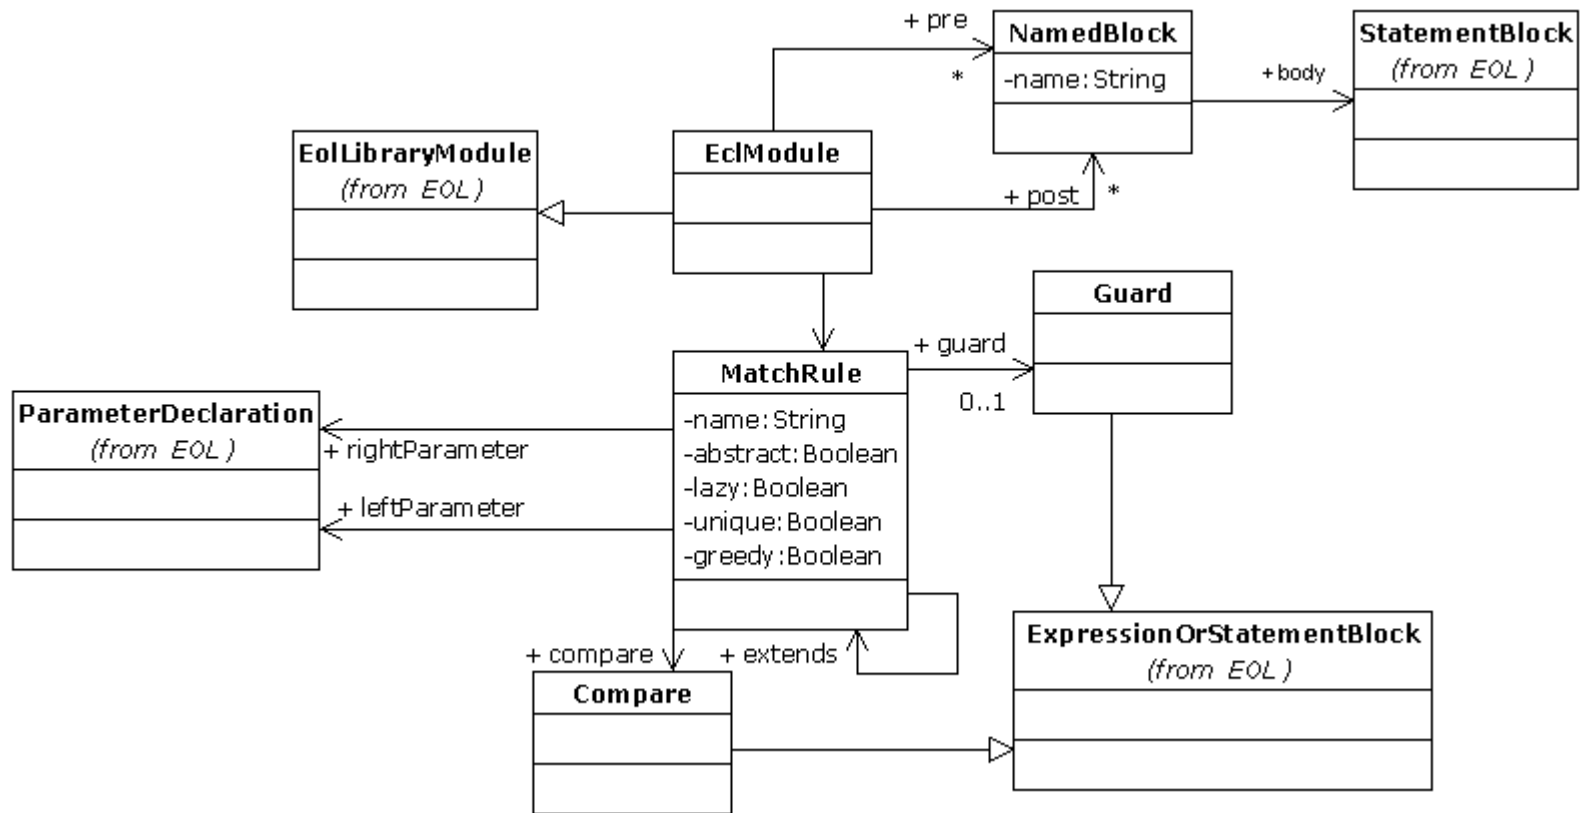 + pre
*
NamedBlock
-name:String
+body
StatementBlock
(from EOL)
EolLibraryModule
(from EOL)
EclModule
+ post
*
Guard
+ guard
0..1
MatchRule
-name:String
-abstract:Boolean
-lazy:Boolean
-unique:Boolean
-greedy:Boolean
ParameterDeclaration
(from EOL)
+ rightParameter
+ leftParameter
+ compare
+ extends
Compare
ExpressionOrStatementBlock
(from EOL)